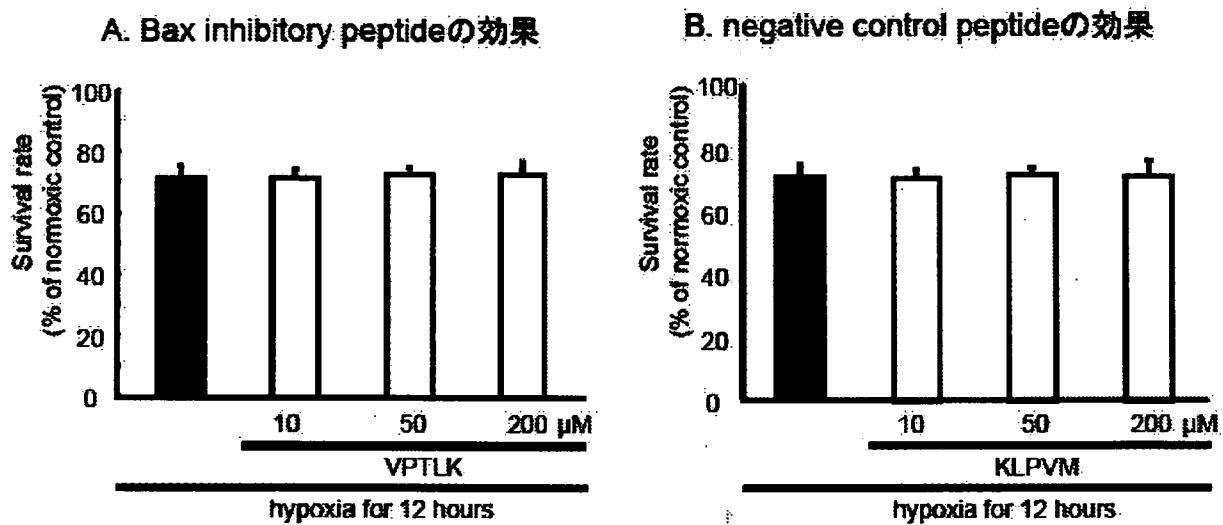 A. Bax inhibitory peptideの効果
Survival rate
(% of normoxic control)
100
80
60
40
20
0
10 50 200 μM
VPTLK
hypoxia for 12 hours
B. negative control peptideの効果
Survival rate
(% of normoxic control)
100
80
60
40
20
0
10 50 200 μM
KLPVM
hypoxia for 12 hours